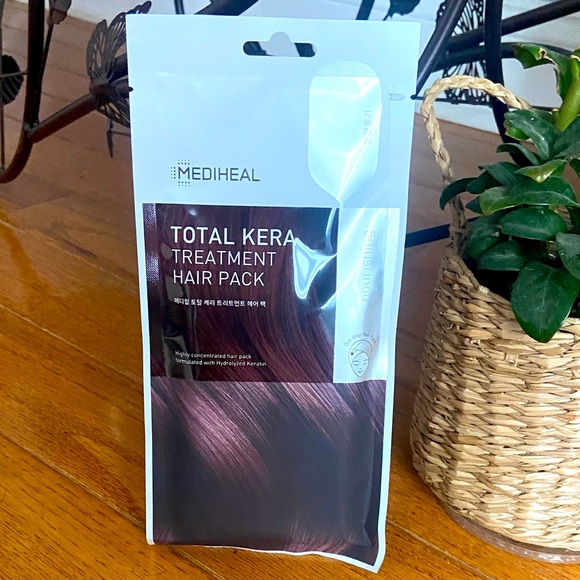 MEDIHEAL
TOTAL KERA
TREATMENT
HAIR PACK
메디힐 토탈 케라 트리트먼트 헤어 팩
Highly concentrated hair pack
formulated with Hydrolyzed Keratin
nourishing